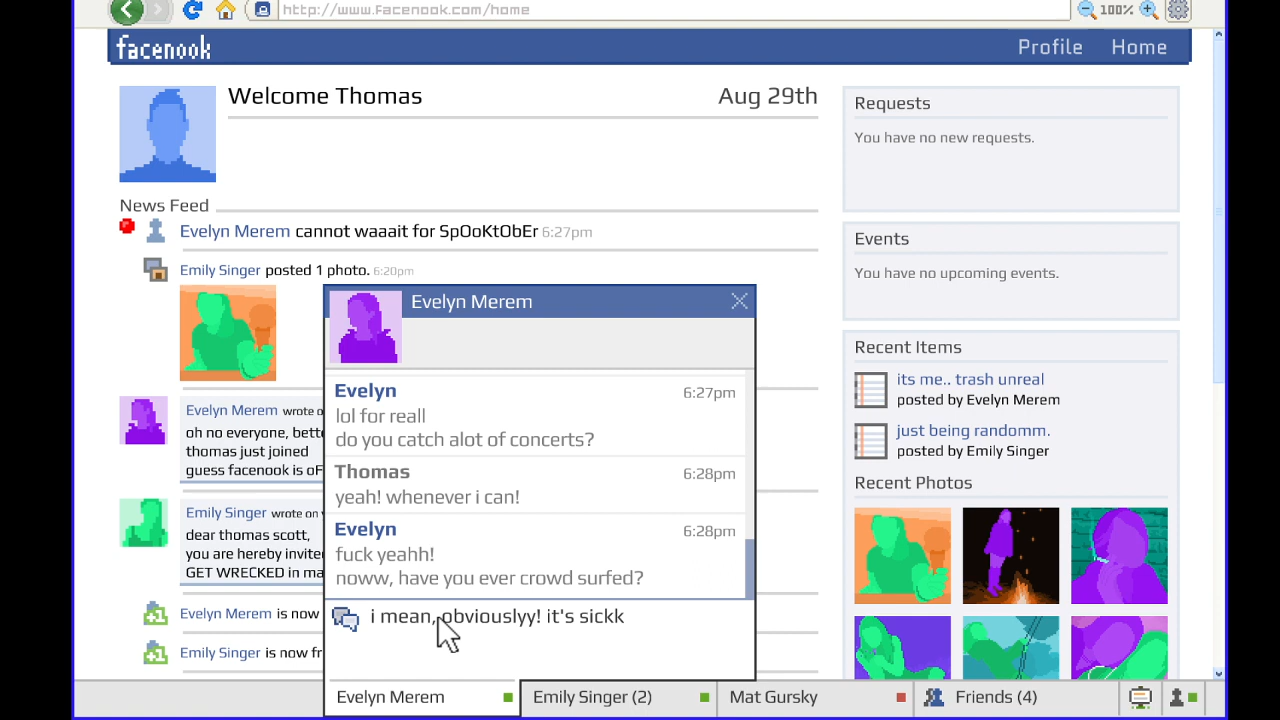 http://www.facenook.com/home
100%
facenook
Profile
Home
Welcome Thomas
Aug 29th
News Feed
Evelyn Merem cannot waaait for SpOoKtObEr 6:27pm
Emily Singer posted 1 photo. 6:20pm
Evelyn Merem wrote o
oh no everyone, bett
thomas just joined
guess facenook is oF
Emily Singer wrote on
dear thomas scott,
you are hereby invite
GET WRECKED in ma
Evelyn Merem is now
Emily Singer is now fr
Evelyn Merem
Evelyn 6:27pm
lol for reall
do you catch alot of concerts?
Thomas 6:28pm
yeah! whenever i can!
Evelyn 6:28pm
fuck yeahh!
noww, have you ever crowd surfed?
i mean, obviouslyy! it's sickk
Requests
You have no new requests.
Events
You have no upcoming events.
Recent Items
its me.. trash unreal
posted by Evelyn Merem
just being randomm.
posted by Emily Singer
Recent Photos
+1
+1
Evelyn Merem
Emily Singer (2)
Mat Gursky
Friends (4)